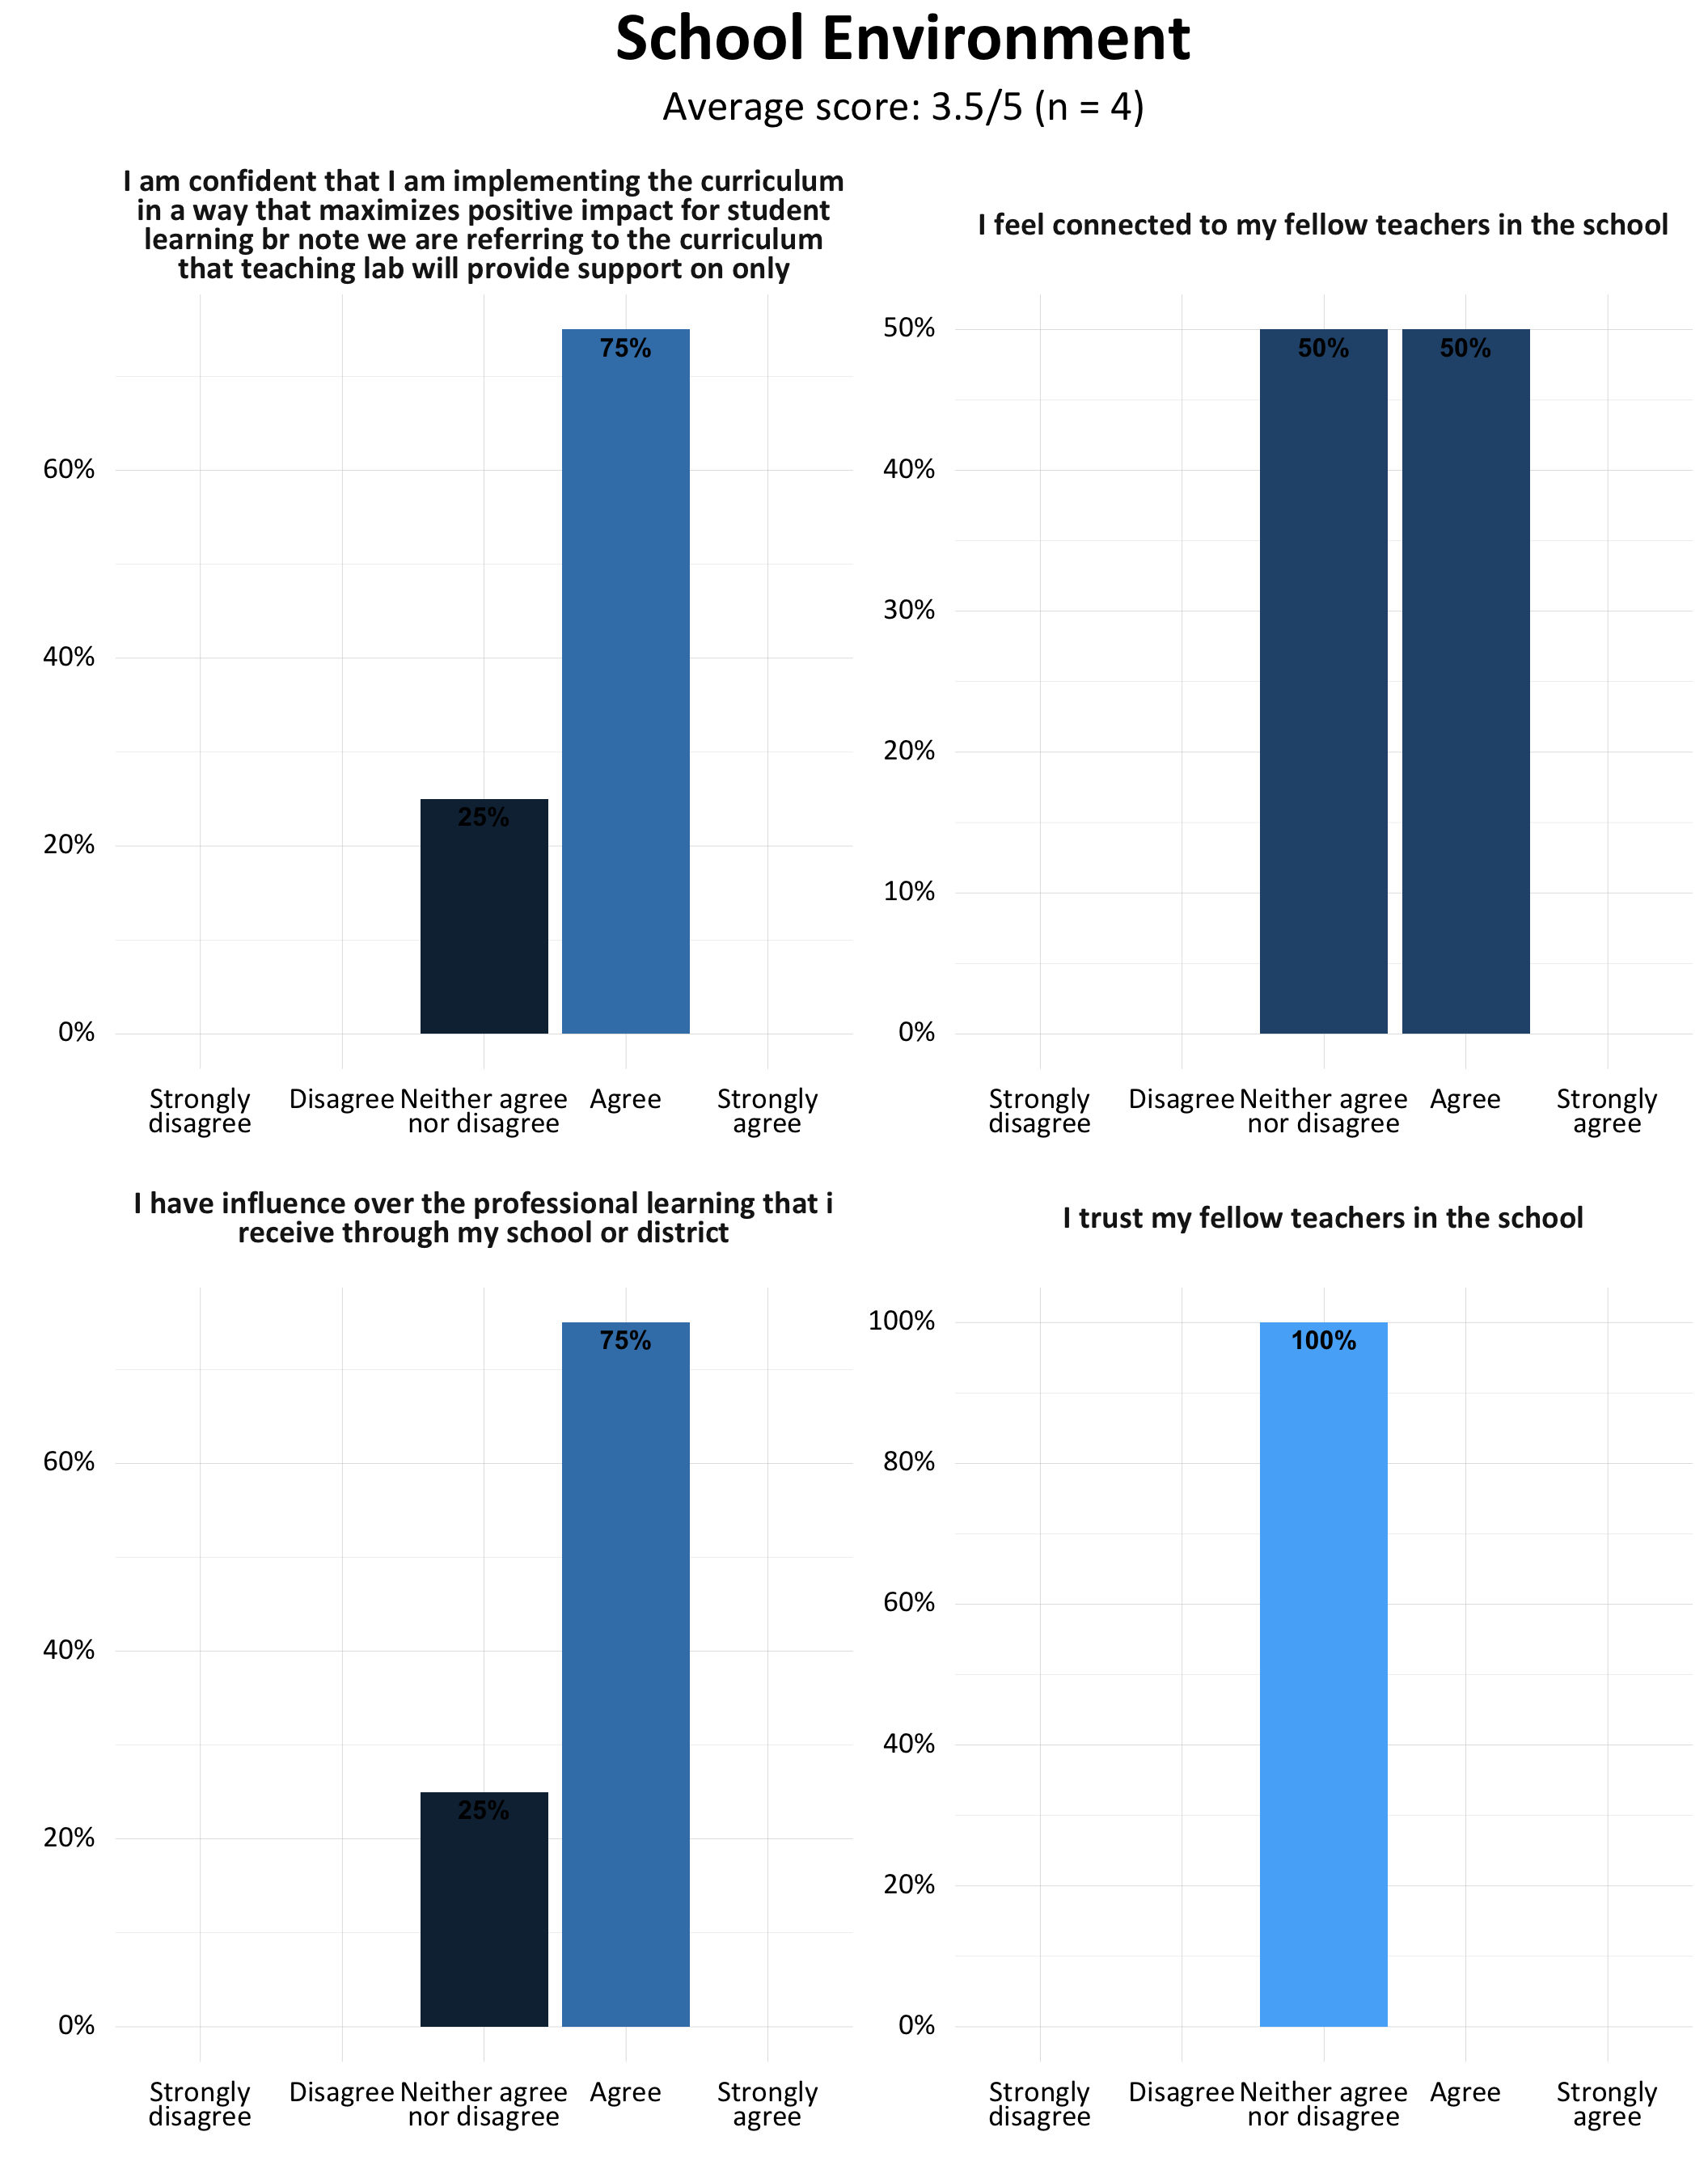 School Environment
Average score: 3.5/5 (n = 4)
I am confident that I am implementing the curriculum
in a way that maximizes positive impact for student
learning br note we are referring to the curriculum
that teaching lab will provide support on only
75%
25%
60%
40%
20%
0%
Strongly
disagree
Disagree
Neither agree
nor disagree
Agree
Strongly
agree
I feel connected to my fellow teachers in the school
50%
50%
50%
40%
30%
20%
10%
0%
Strongly
disagree
Disagree
Neither agree
nor disagree
Agree
Strongly
agree
I have influence over the professional learning that i
receive through my school or district
75%
25%
60%
40%
20%
0%
Strongly
disagree
Disagree
Neither agree
nor disagree
Agree
Strongly
agree
I trust my fellow teachers in the school
100%
100%
80%
60%
40%
20%
0%
Strongly
disagree
Disagree
Neither agree
nor disagree
Agree
Strongly
agree